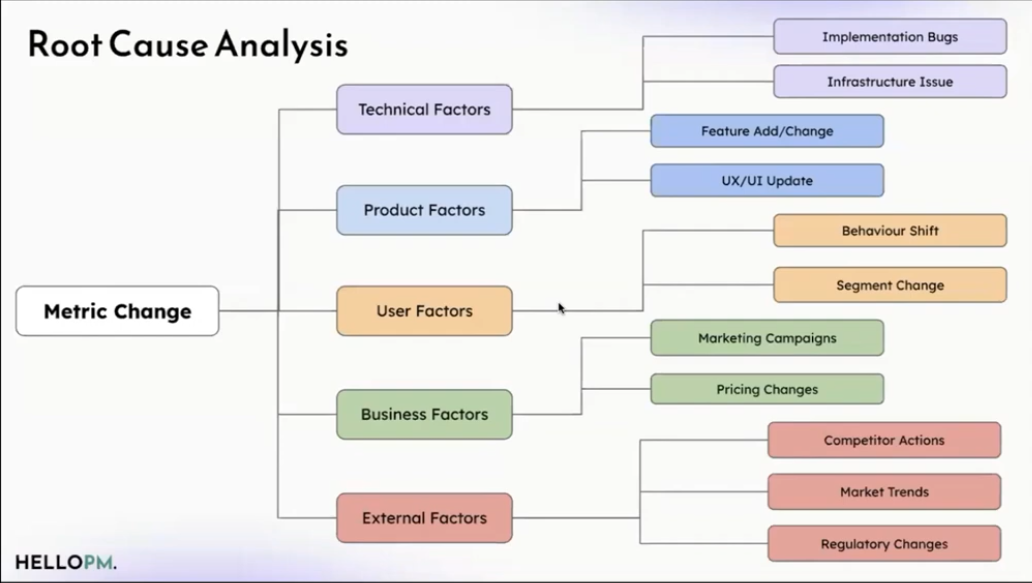 Root Cause Analysis
Implementation Bugs
Infrastructure Issue
Technical Factors
Feature Add/Change
UX/UI Update
Product Factors
Behaviour Shift
Segment Change
Metric Change
User Factors
Marketing Campaigns
Pricing Changes
Business Factors
Competitor Actions
Market Trends
Regulatory Changes
External Factors
HELLOPM.